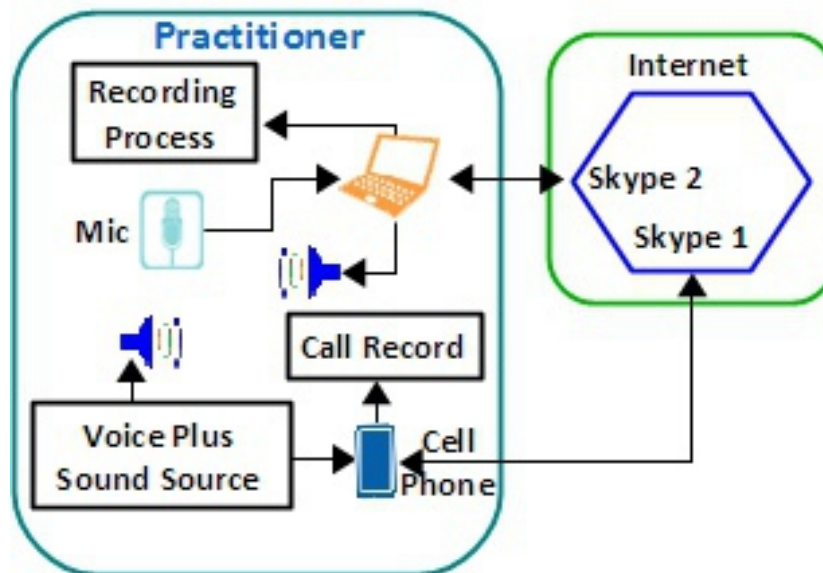 Practitioner
Recording
Process
Mic
Call Record
Voice Plus
Sound Source
Cell
Phone
Internet
Skype 2
Skype 1